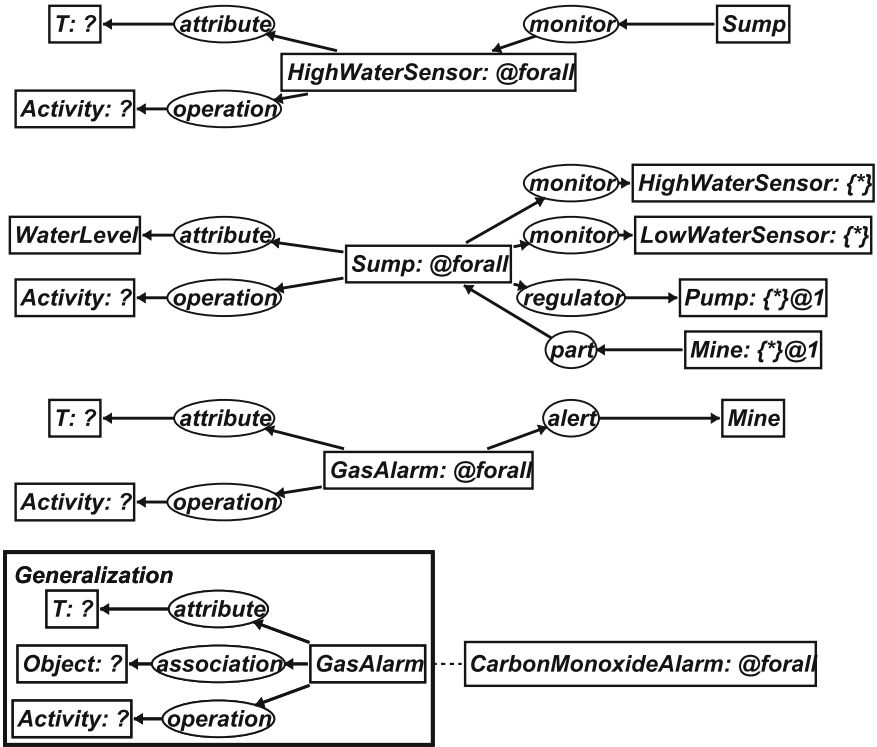 T: ? attribute monitor Sump
HighWaterSensor: @forall
Activity: ? operation
monitor HighWaterSensor: {*}
WaterLevel attribute monitor LowWaterSensor: {*}
Sump: @forall
Activity: ? operation regulator Pump: {*}@1
part Mine: {*}@1
T: ? attribute alert Mine
GasAlarm: @forall
Activity: ? operation
Generalization
T: ? attribute
Object: ? association GasAlarm CarbonMonoxideAlarm: @forall
Activity: ? operation